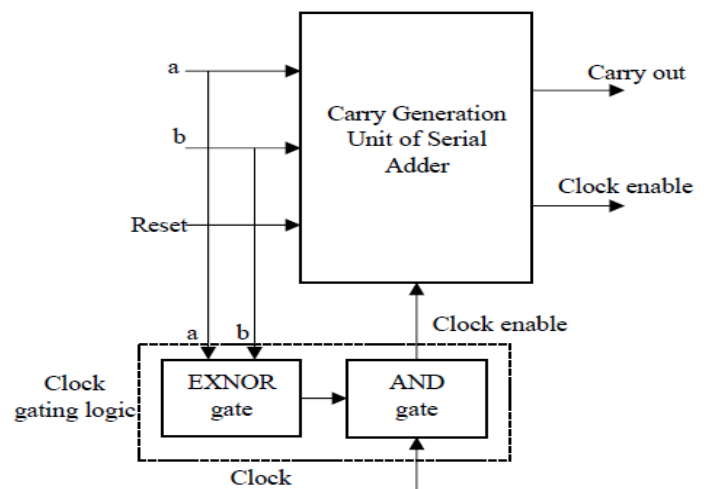 a
Carry out
Carry Generation
Unit of Serial
Adder
b
Clock enable
Reset
a
b
Clock enable
Clock
gating logic
EXNOR
gate
AND
gate
Clock